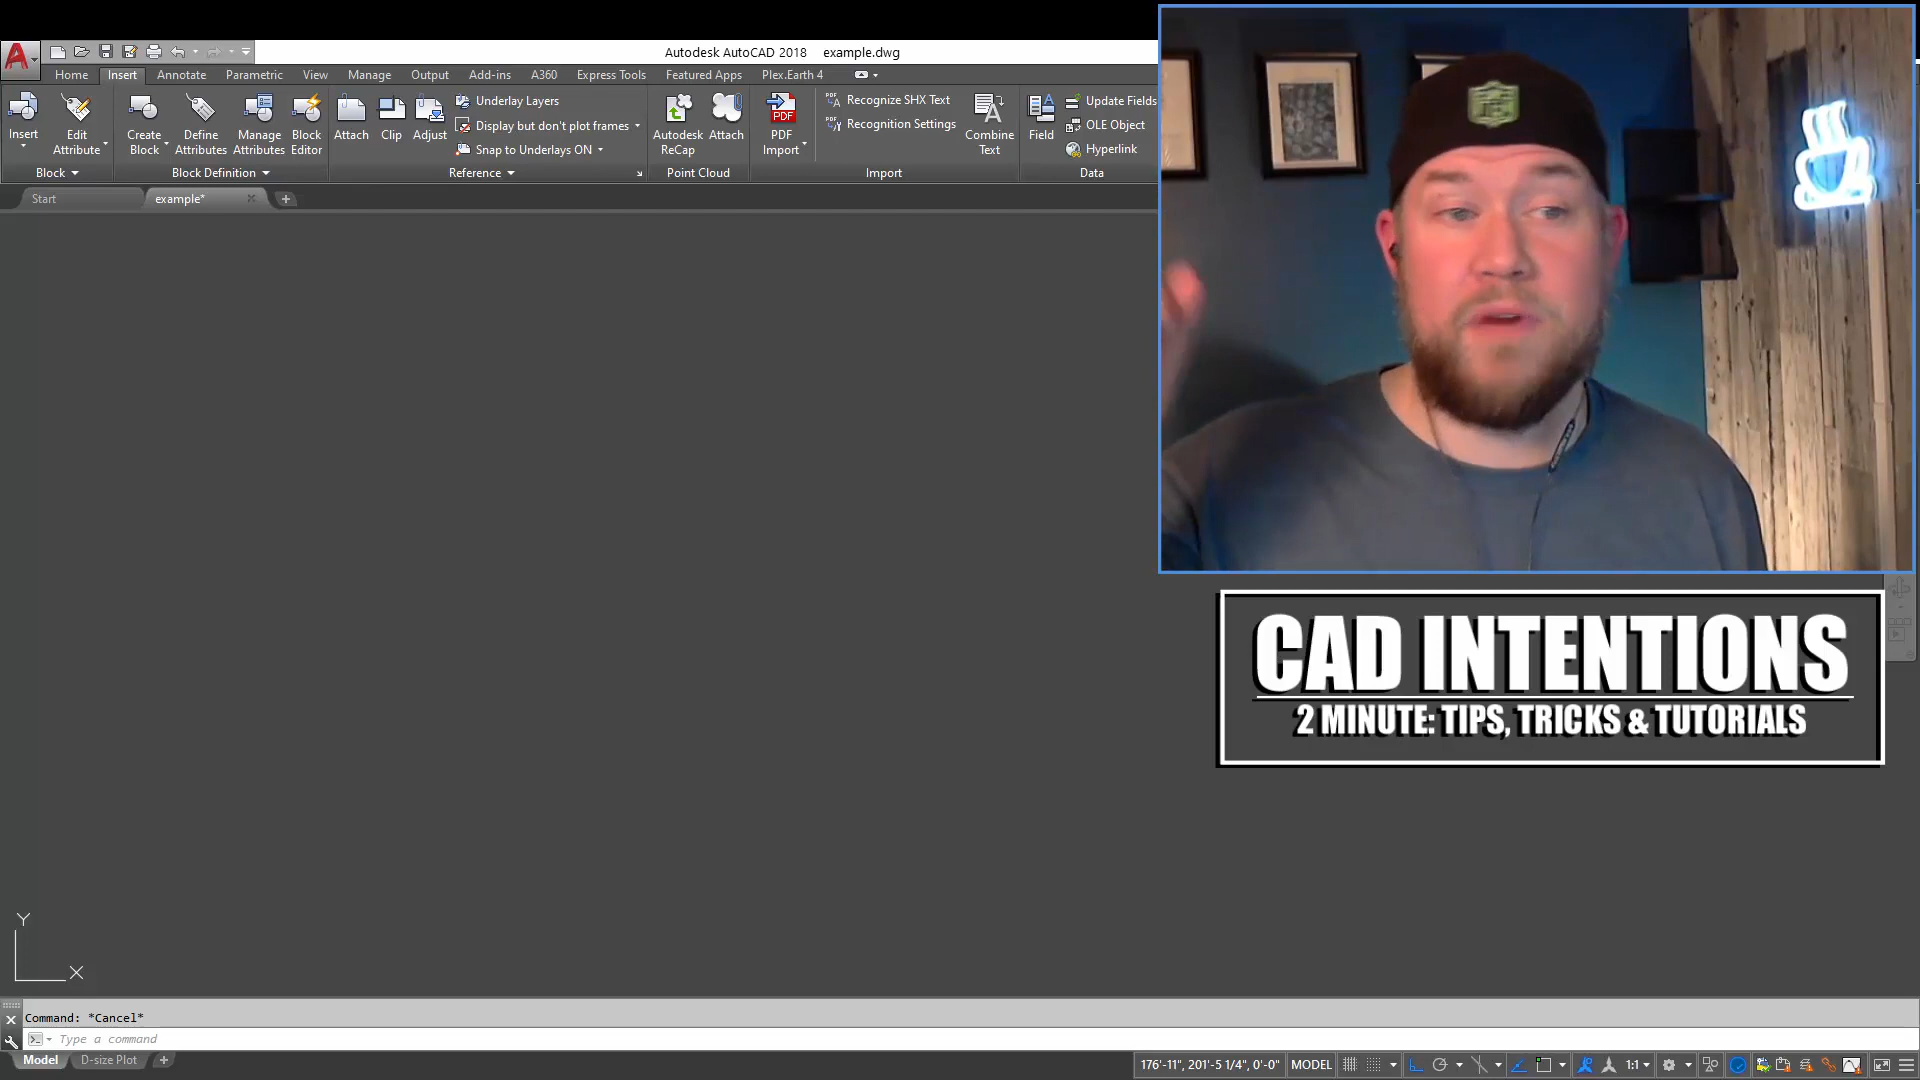 Autodesk AutoCAD 2018 example.dwg
Home Insert Annotate Parametric View Manage Output Add-ins A360 Express Tools Featured Apps Plex.Earth 4
Insert
Edit
Attribute
Create
Block
Define
Attributes
Manage
Attributes
Block
Editor
Attach
Clip
Adjust
Underlay Layers
Display but don't plot frames
Snap to Underlays ON
Autodesk
ReCap
Attach
PDF
PDF
Import
Recognize SHX Text
Recognition Settings
Combine
Text
Field
Update Fields
OLE Object
Hyperlink
Block
Block Definition
Reference
Point Cloud
Import
Data
Start
example*
CAD INTENTIONS
2 MINUTE: TIPS, TRICKS & TUTORIALS
Y
X
Command: *Cancel*
Type a command
Model D-size Plot
176'-11", 201'-5 1/4", 0'-0" MODEL 1:1